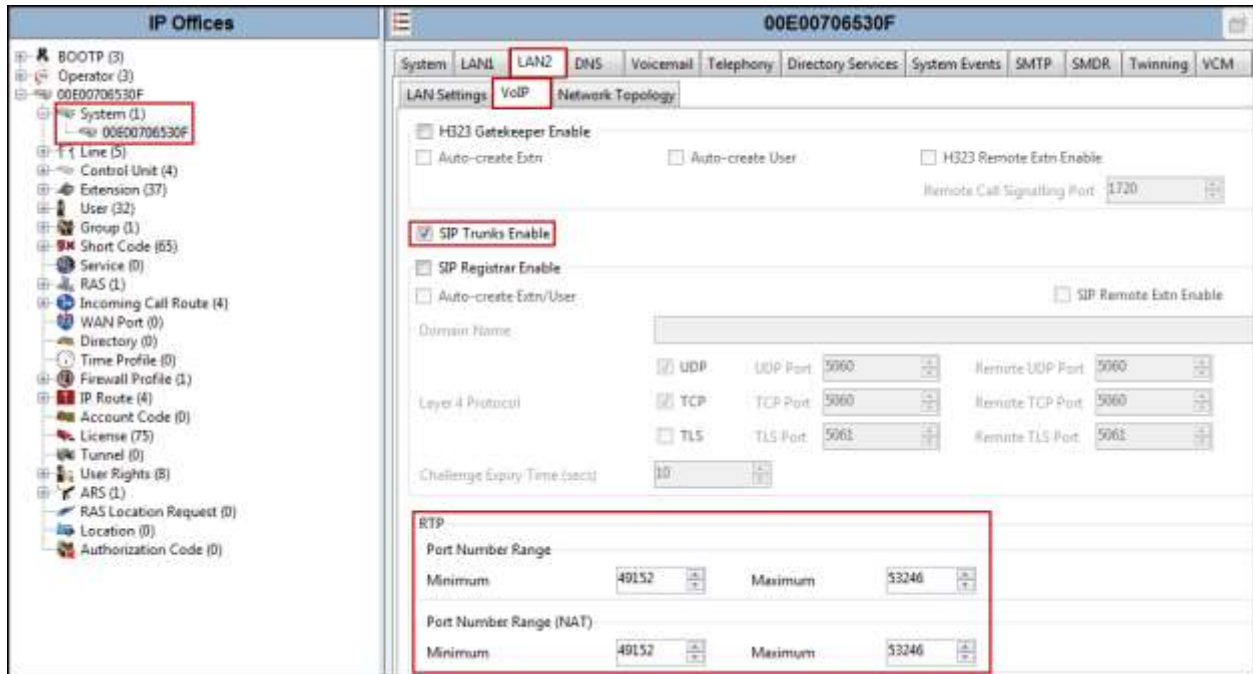 IP Offices
BOOTP (3)
Operator (3)
00E00706530F
System (1)
00E00706530F
Line (5)
Control Unit (4)
Extension (37)
User (32)
Group (1)
Short Code (65)
Service (0)
RAS (1)
Incoming Call Route (4)
WAN Port (0)
Directory (0)
Time Profile (0)
Firewall Profile (1)
IP Route (4)
Account Code (0)
License (75)
Tunnel (0)
User Rights (8)
ARS (1)
RAS Location Request (0)
Location (0)
Authorization Code (0)
00E00706530F
System LAN1 LAN2 DNS Voicemail Telephony Directory Services System Events SMTP SMDR Twinning VCM
LAN Settings VoIP Network Topology
H323 Gatekeeper Enable
Auto-create Extn Auto-create User H323 Remote Extn Enable
Remote Call Signalling Port 1720
SIP Trunks Enable
SIP Registrar Enable
Auto-create Extn/User SIP Remote Extn Enable
Domain Name
UDP UDP Port 5060 Remote UDP Port 5060
Layer 4 Protocol TCP TCP Port 5060 Remote TCP Port 5060
TLS TLS Port 5061 Remote TLS Port 5061
Challenge Expiry Time (secs) 10
RTP
Port Number Range
Minimum 49152 Maximum 53246
Port Number Range (NAT)
Minimum 49152 Maximum 53246